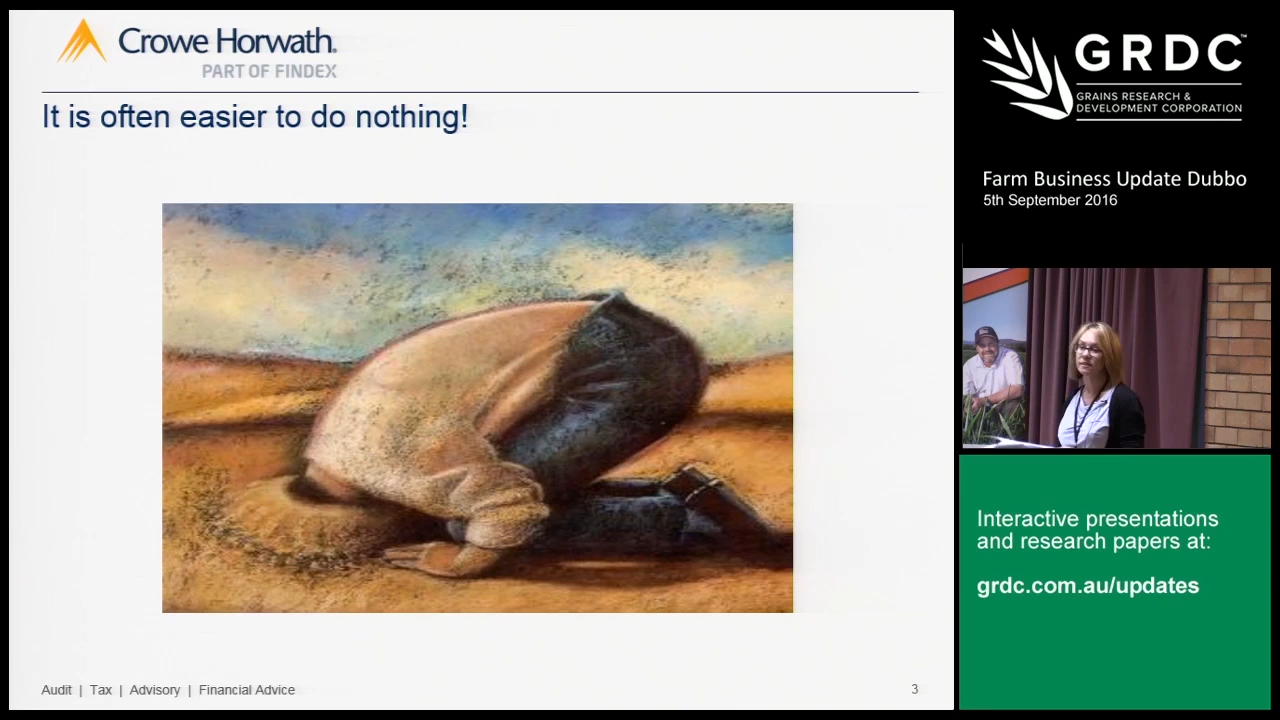 Crowe Horwath.
PART OF FINDEX
It is often easier to do nothing!
Audit | Tax | Advisory | Financial Advice
3
GRDC™
GRAINS RESEARCH &
DEVELOPMENT CORPORATION
Farm Business Update Dubbo
5th September 2016
Interactive presentations
and research papers at:
grdc.com.au/updates